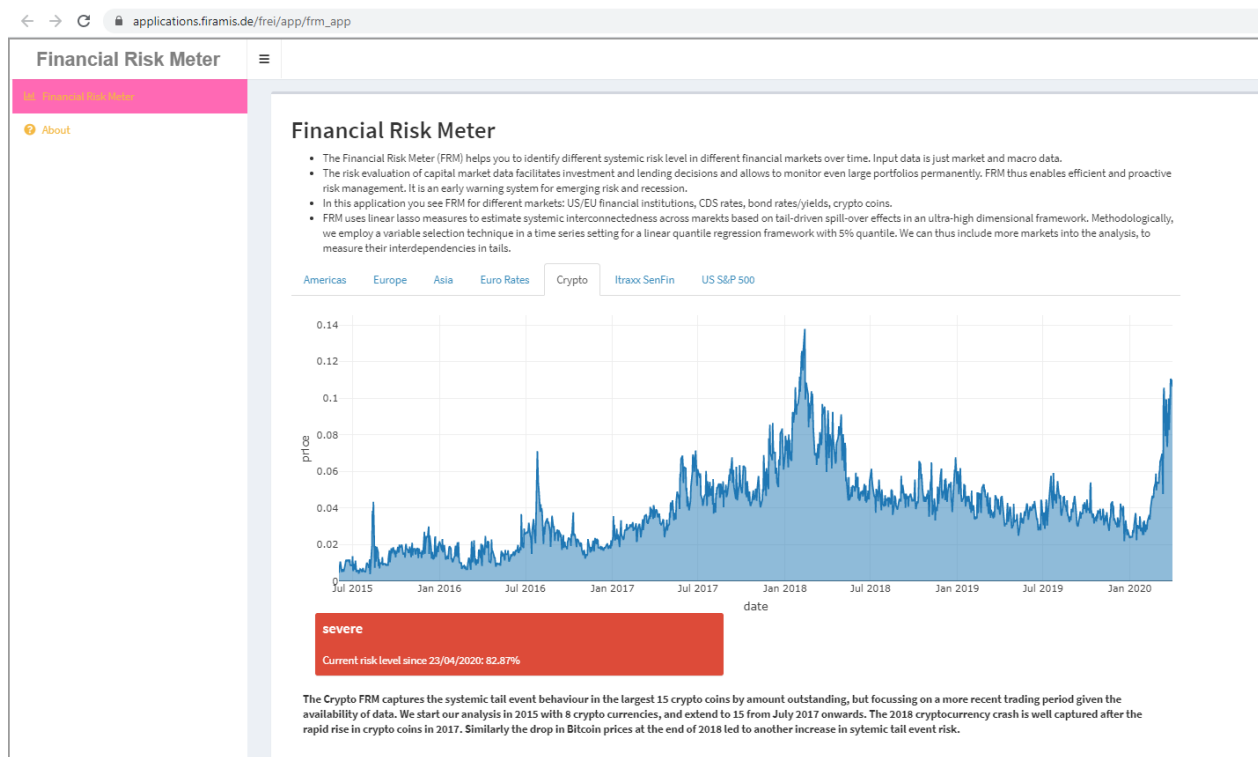 applications.firamis.de/frei/app/frm_app
Financial Risk Meter
Financial Risk Meter
About
Financial Risk Meter
The Financial Risk Meter (FRM) helps you to identify different systemic risk level in different financial markets over time. Input data is just market and macro data.
The risk evaluation of capital market data facilitates investment and lending decisions and allows to monitor even large portfolios permanently. FRM thus enables efficient and proactive
risk management. It is an early warning system for emerging risk and recession.
In this application you see FRM for different markets: US/EU financial institutions, CDS rates, bond rates/yields, crypto coins.
FRM uses linear lasso measures to estimate systemic interconnectedness across marekts based on tail-driven spill-over effects in an ultra-high dimensional framework. Methodologically,
we employ a variable selection technique in a time series setting for a linear quantile regression framework with 5% quantile. We can thus include more markets into the analysis, to
measure their interdependencies in tails.
Americas Europe Asia Euro Rates Crypto Itraxx SenFin US S&P 500
0.14
0.12
0.1
0.08
0.06
0.04
0.02
0
price
Jul 2015 Jan 2016 Jul 2016 Jan 2017 Jul 2017 Jan 2018 Jul 2018 Jan 2019 Jul 2019 Jan 2020
date
severe
Current risk level since 23/04/2020: 82.87%
The Crypto FRM captures the systemic tail event behaviour in the largest 15 crypto coins by amount outstanding, but focussing on a more recent trading period given the
availability of data. We start our analysis in 2015 with 8 crypto currencies, and extend to 15 from July 2017 onwards. The 2018 cryptocurrency crash is well captured after the
rapid rise in crypto coins in 2017. Similarly the drop in Bitcoin prices at the end of 2018 led to another increase in sytemic tail event risk.